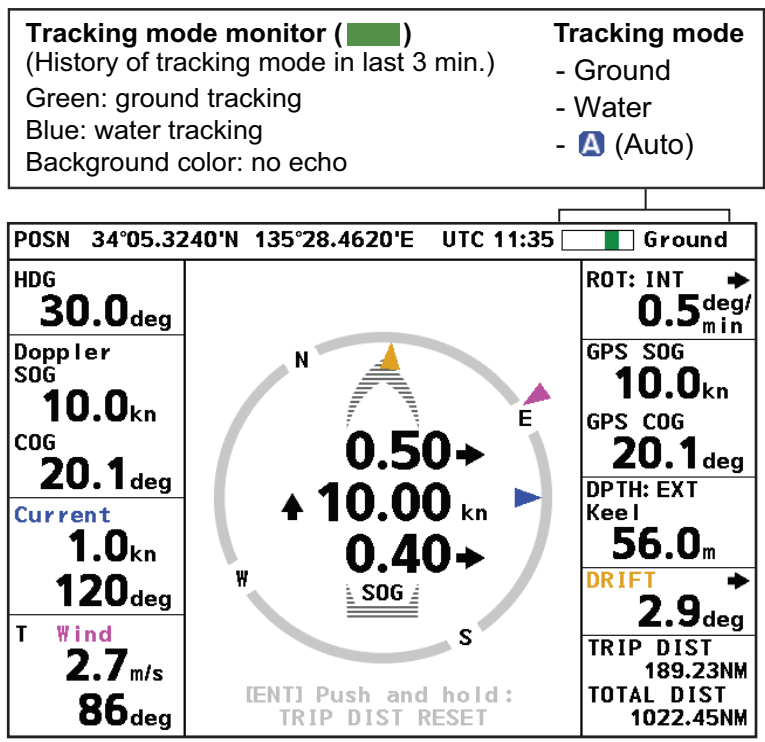 Tracking mode monitor ( )
(History of tracking mode in last 3 min.)
Green: ground tracking
Blue: water tracking
Background color: no echo
Tracking mode
- Ground
- Water
- A (Auto)
POSN 34°05.3240'N 135°28.4620'E UTC 11:35 Ground
HDG
30.0deg
Doppler
SOG
10.0kn
COG
20.1deg
Current
1.0kn
120deg
T Wind
2.7m/s
86deg
N
E
0.50
10.00 kn
0.40
W
SOG
S
[ENT] Push and hold:
TRIP DIST RESET
ROT: INT
0.5deg/
min
GPS SOG
10.0kn
GPS COG
20.1deg
DPTH: EXT
Keel
56.0m
DRIFT
2.9deg
TRIP DIST
189.23NM
TOTAL DIST
1022.45NM